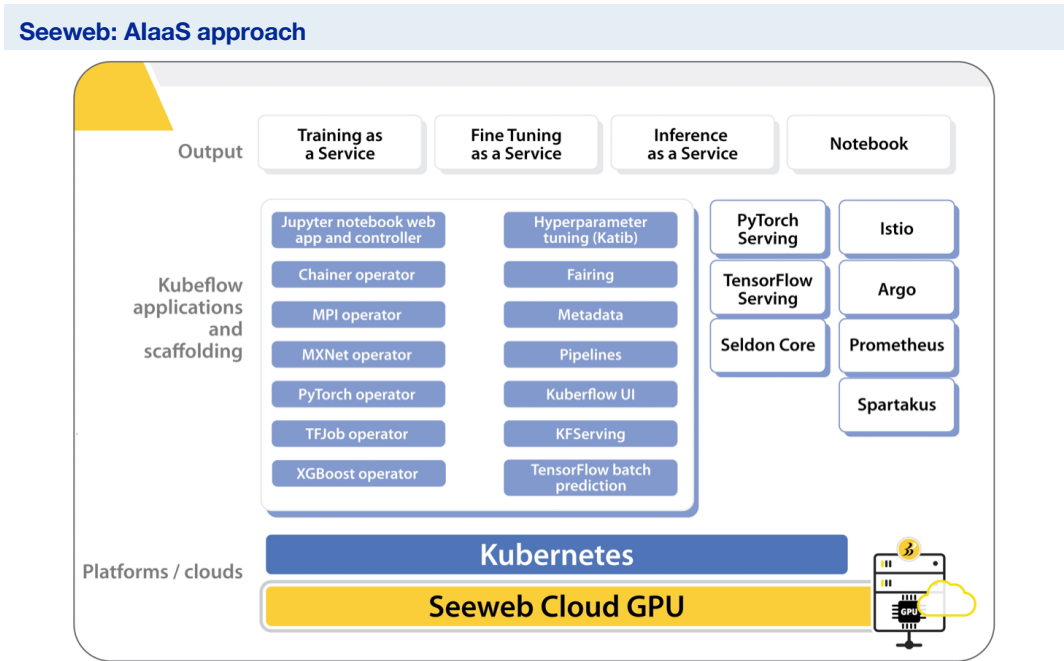 Seeweb: AIaaS approach
Output
Training as
a Service
Fine Tuning
as a Service
Inference
as a Service
Notebook
Kubeflow
applications
and
scaffolding
Jupyter notebook web
app and controller
Chainer operator
MPI operator
MXNet operator
PyTorch operator
TFJob operator
XGBoost operator
Hyperparameter
tuning (Katib)
Fairing
Metadata
Pipelines
Kuberflow UI
KFServing
TensorFlow batch
prediction
PyTorch
Serving
TensorFlow
Serving
Seldon Core
Istio
Argo
Prometheus
Spartakus
Platforms / clouds
Kubernetes
Seeweb Cloud GPU
GPU